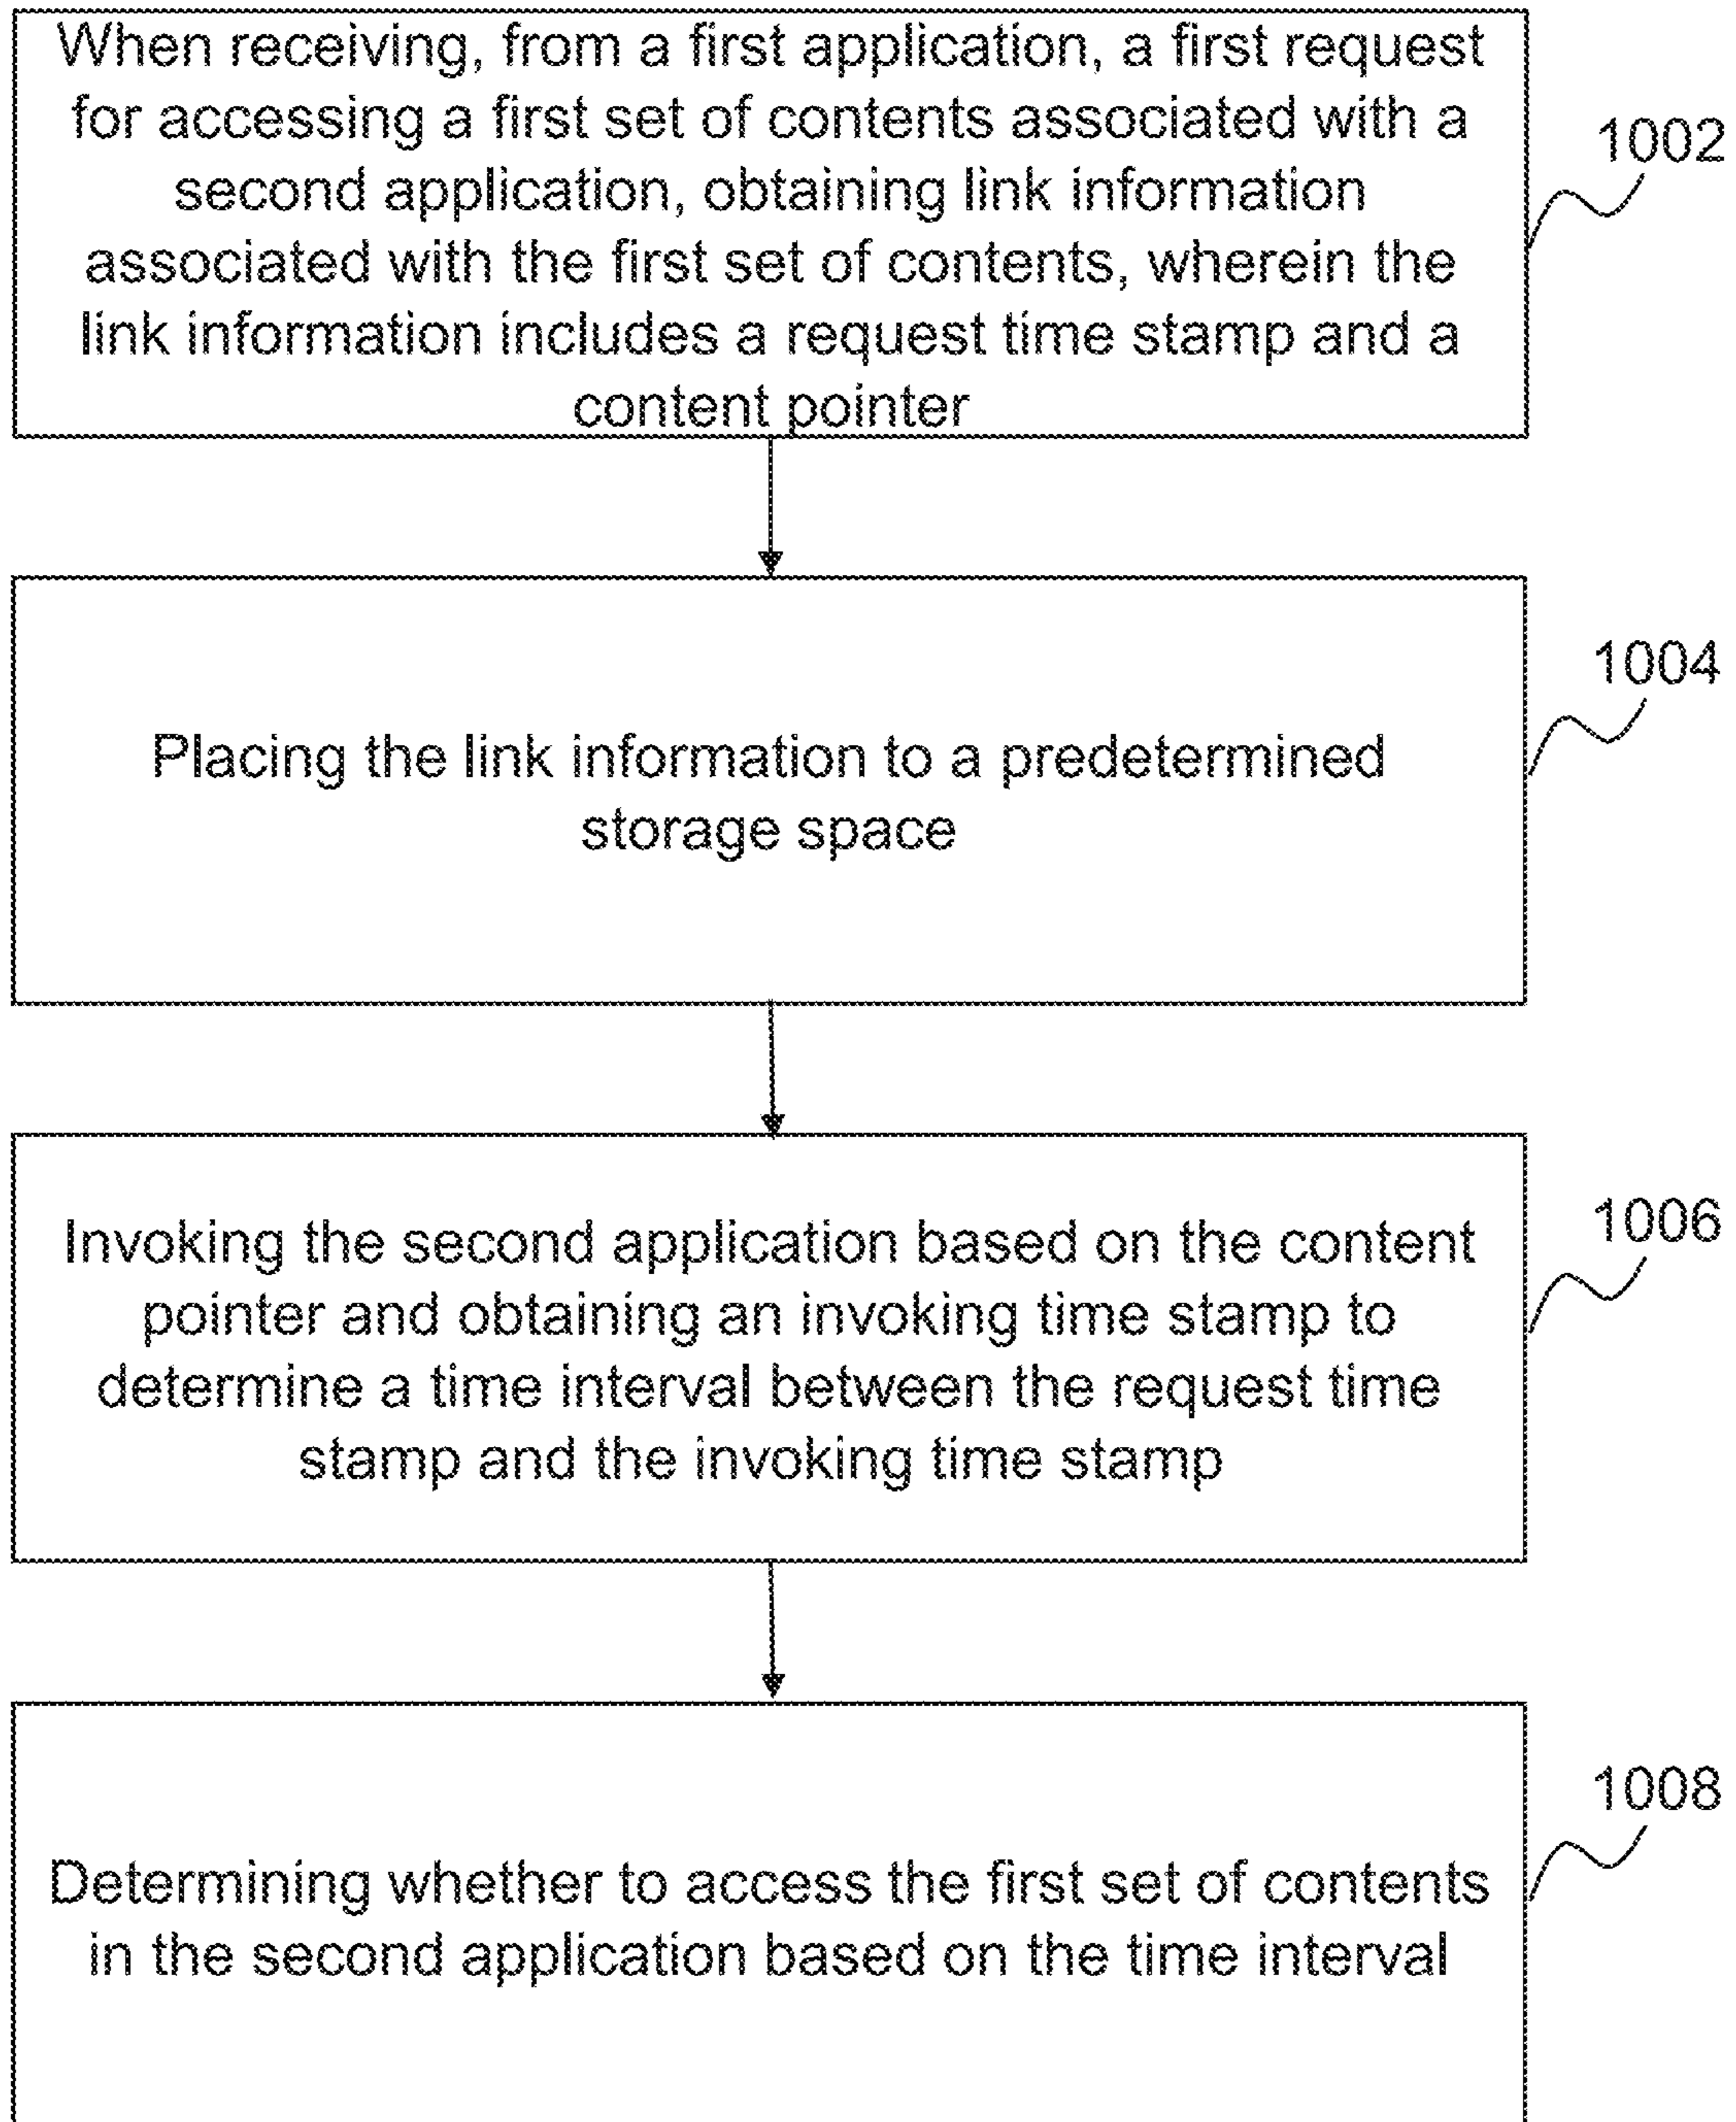 When receiving, from a first application, a first request
for accessing a first set of contents associated with a
second application, obtaining link information
associated with the first set of contents, wherein the
link information includes a request time stamp and a
content pointer
1002
Placing the link information to a predetermined
storage space
1004
Invoking the second application based on the content
pointer and obtaining an invoking time stamp to
determine a time interval between the request time
stamp and the invoking time stamp
1006
Determining whether to access the first set of contents
in the second application based on the time interval
1008